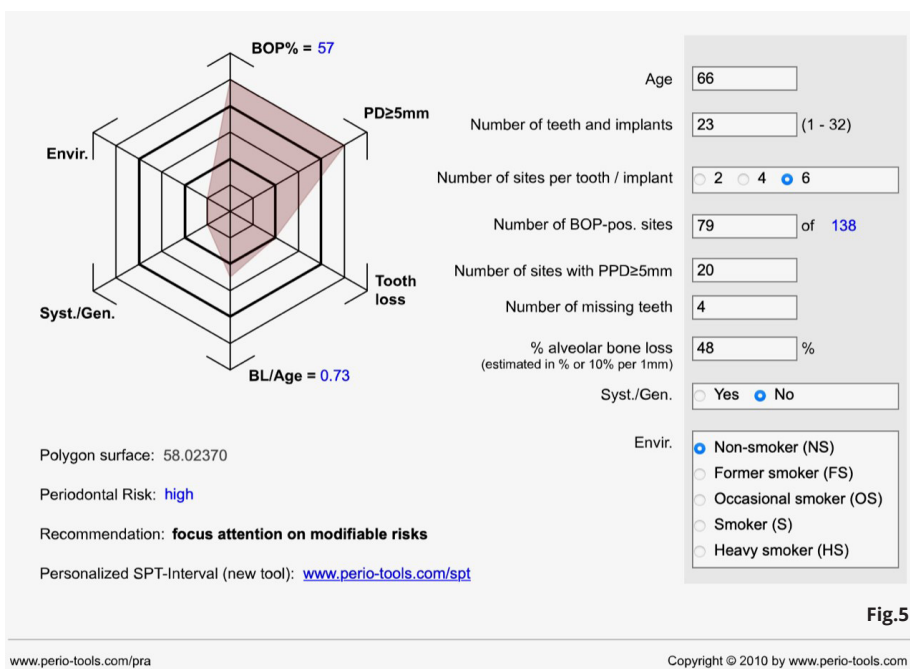 BOP% = 57
PD≥5mm
Envir.
Tooth
loss
Syst./Gen.
BL/Age = 0.73
Polygon surface: 58.02370
Periodontal Risk: high
Recommendation: focus attention on modifiable risks
Personalized SPT-Interval (new tool): www.perio-tools.com/spt
Age 66
Number of teeth and implants 23 (1 - 32)
Number of sites per tooth / implant 2 4 6
Number of BOP-pos. sites 79 of 138
Number of sites with PPD≥5mm 20
Number of missing teeth 4
% alveolar bone loss 48 %
(estimated in % or 10% per 1mm)
Syst./Gen. Yes No
Envir. Non-smoker (NS)
Former smoker (FS)
Occasional smoker (OS)
Smoker (S)
Heavy smoker (HS)
Fig.5
www.perio-tools.com/pra Copyright © 2010 by www.perio-tools.com